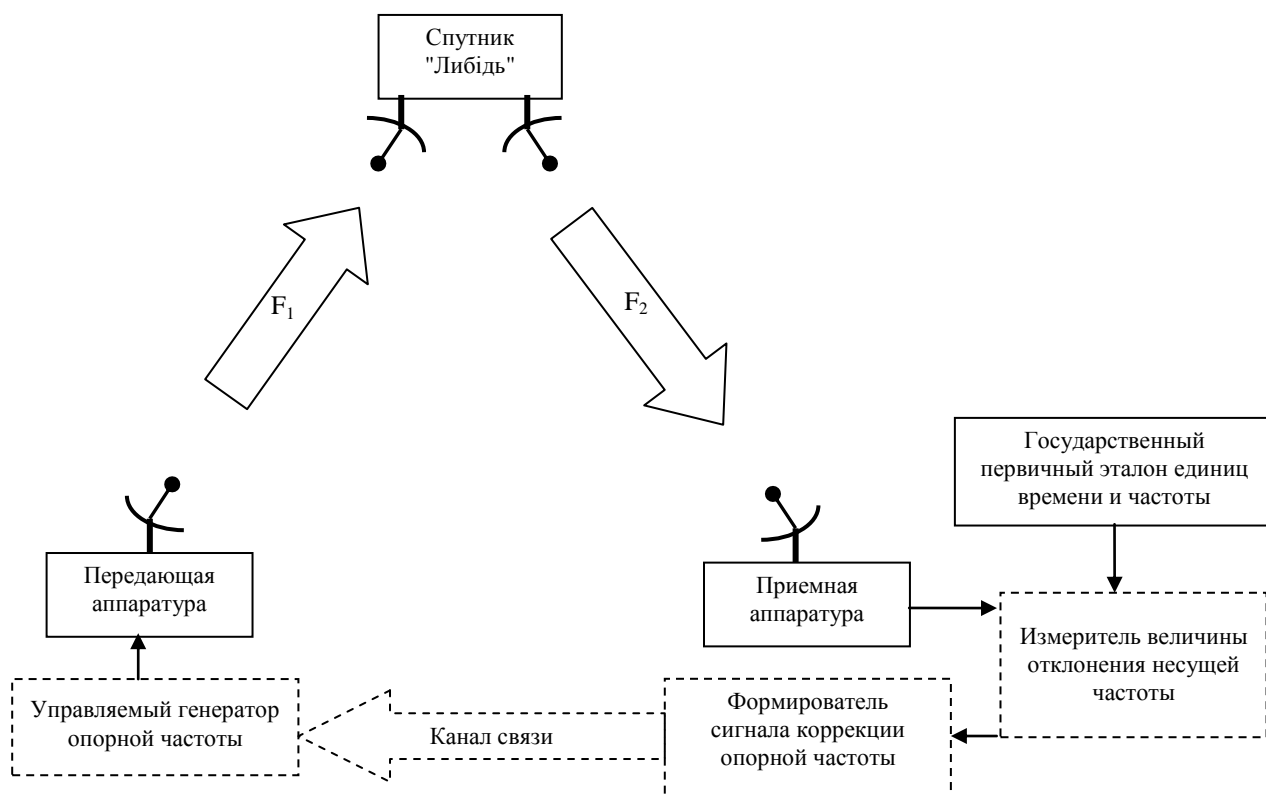 Спутник
"Либідь"
F₁
F₂
Государственный
первичный эталон единиц
времени и частоты
Передающая
аппаратура
Приемная
аппаратура
Измеритель величины
отклонения несущей
частоты
Управляемый генератор
опорной частоты
Канал связи
Формирователь
сигнала коррекции
опорной частоты